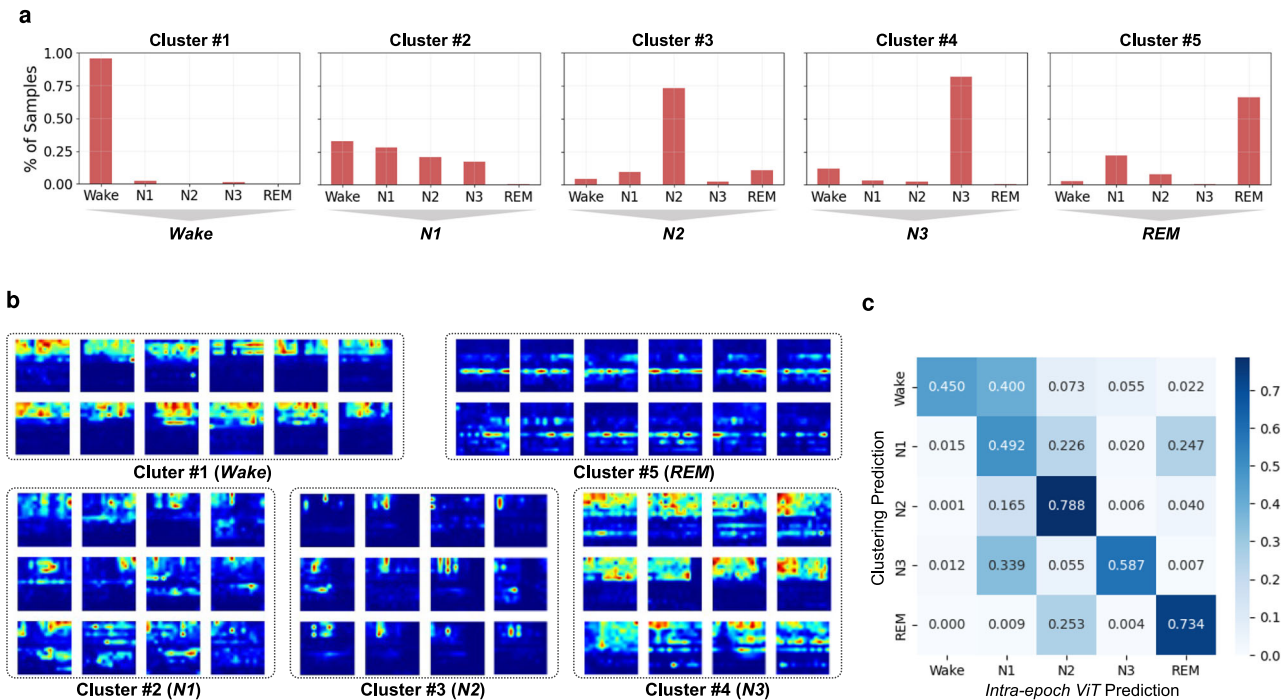 a
Cluster #1 Cluster #2 Cluster #3 Cluster #4 Cluster #5
% of Samples
1.00
0.75
0.50
0.25
0.00
Wake N1 N2 N3 REM Wake N1 N2 N3 REM Wake N1 N2 N3 REM Wake N1 N2 N3 REM Wake N1 N2 N3 REM
Wake N1 N2 N3 REM
b
Cluter #1 (Wake) Cluster #5 (REM)
Cluster #2 (N1) Cluster #3 (N2) Cluster #4 (N3)
c
Clustering Prediction
Wake 0.450 0.400 0.073 0.055 0.022
N1 0.015 0.492 0.226 0.020 0.247
N2 0.001 0.165 0.788 0.006 0.040
N3 0.012 0.339 0.055 0.587 0.007
REM 0.000 0.009 0.253 0.004 0.734
Wake N1 N2 N3 REM
Intra-epoch ViT Prediction
0.7
0.6
0.5
0.4
0.3
0.2
0.1
0.0